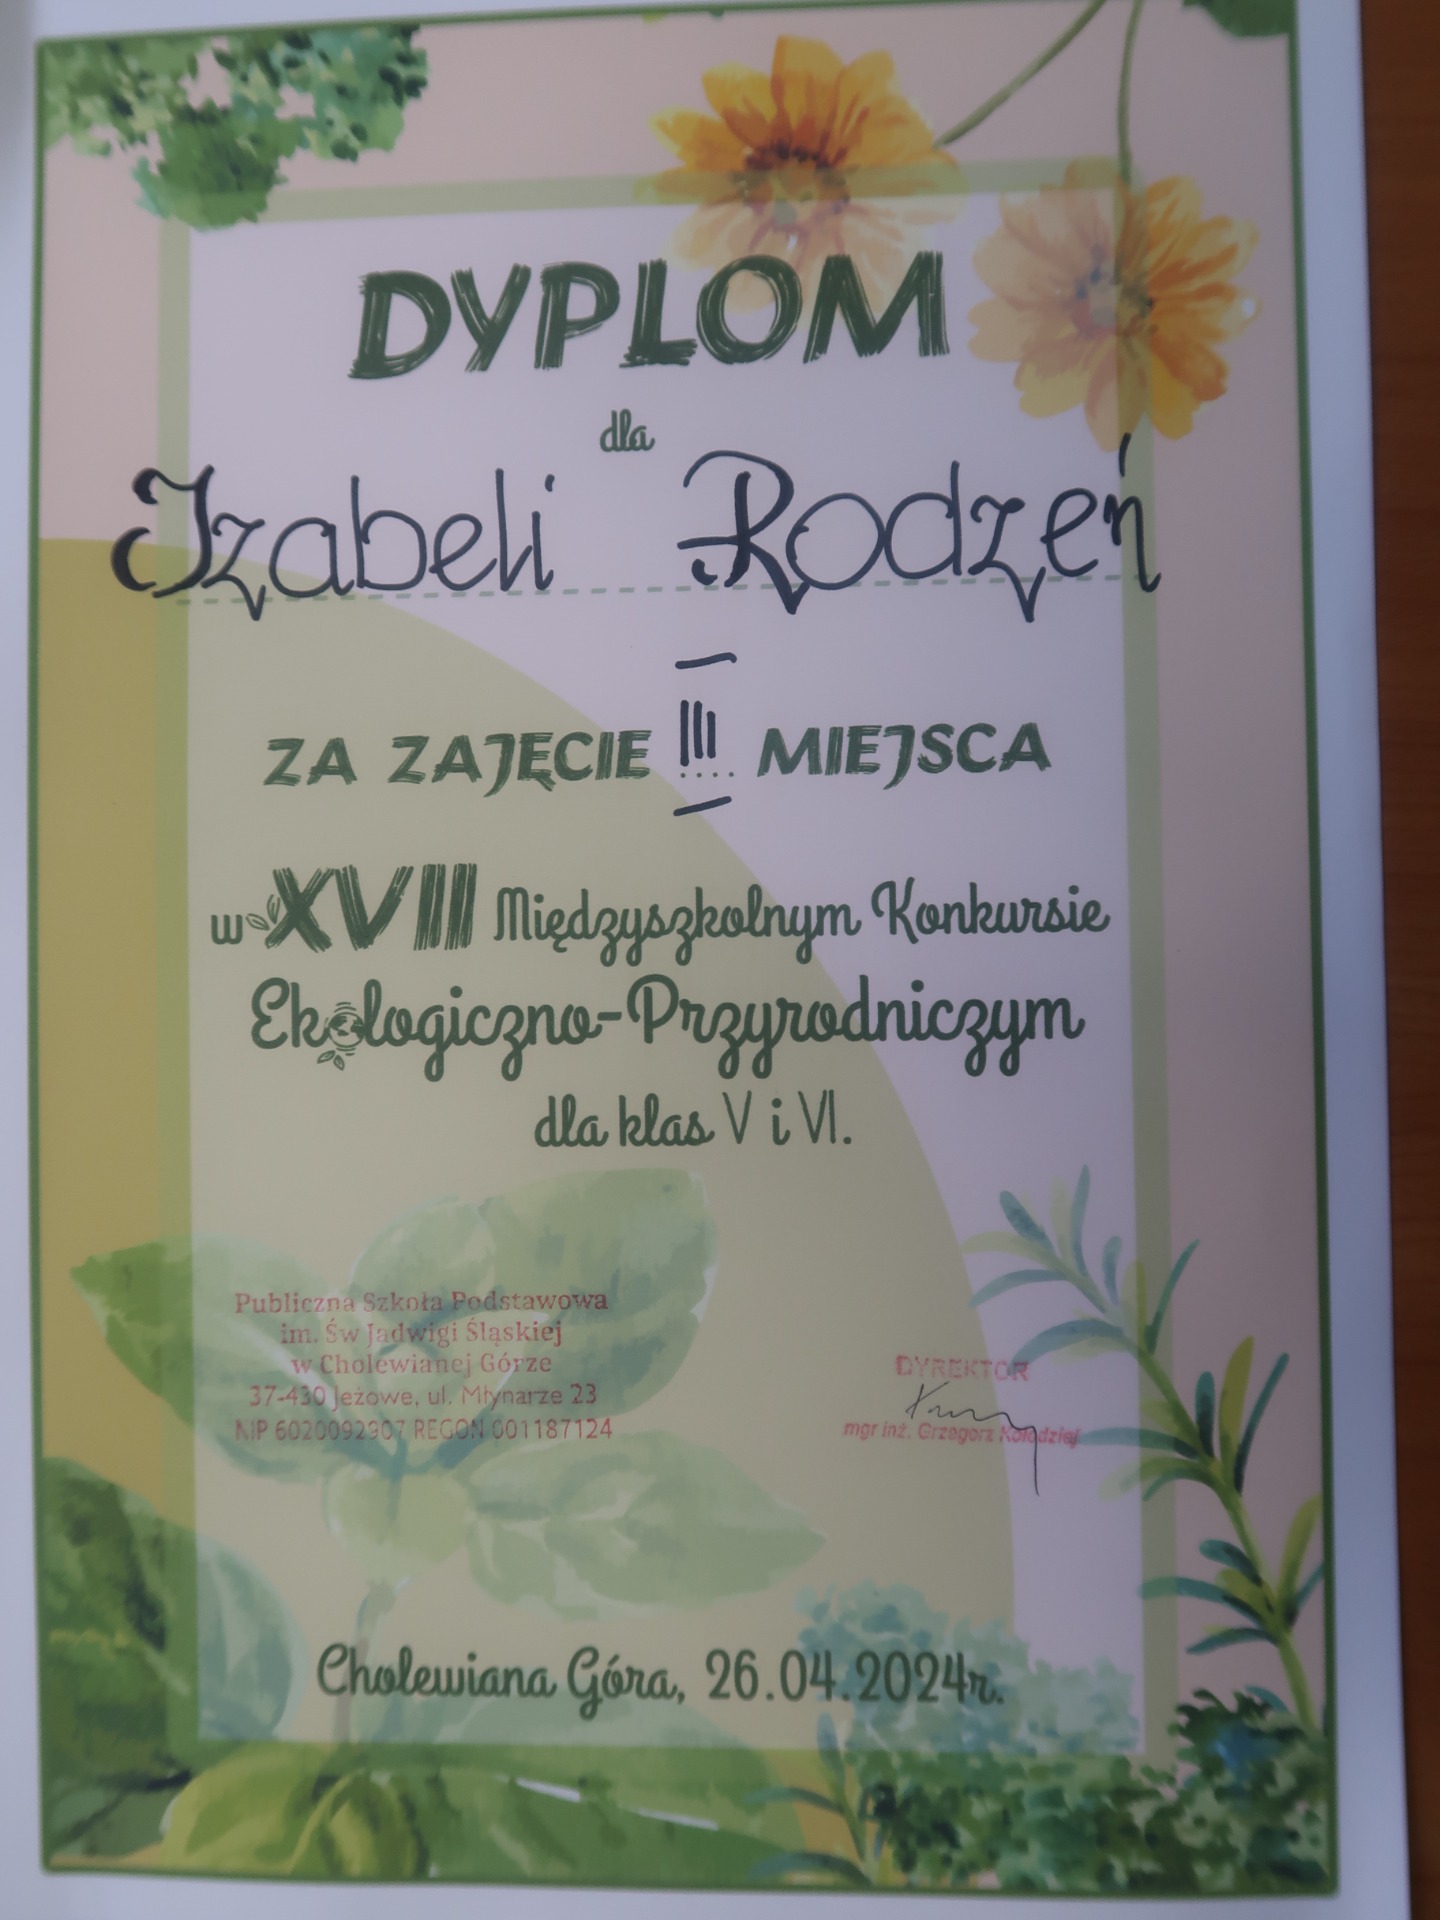 DYPLOM
dla
Izabeli Rodzeń
ZA ZAJĘCIE III MIEJSCA
w XVII Międzyszkolnym Konkursie
Ekologiczno-Przyrodniczym
dla klas V i VI.
Publiczna Szkoła Podstawowa
im. Św Jadwigi Śląskiej
w Cholewianej Górze
37-430 Jeżowe, ul. Młynarze 23
NIP 6020092907 REGON 001187124
DYREKTOR
mgr inż. Grzegorz Kołodziej
Cholewiana Góra, 26.04.2024r.